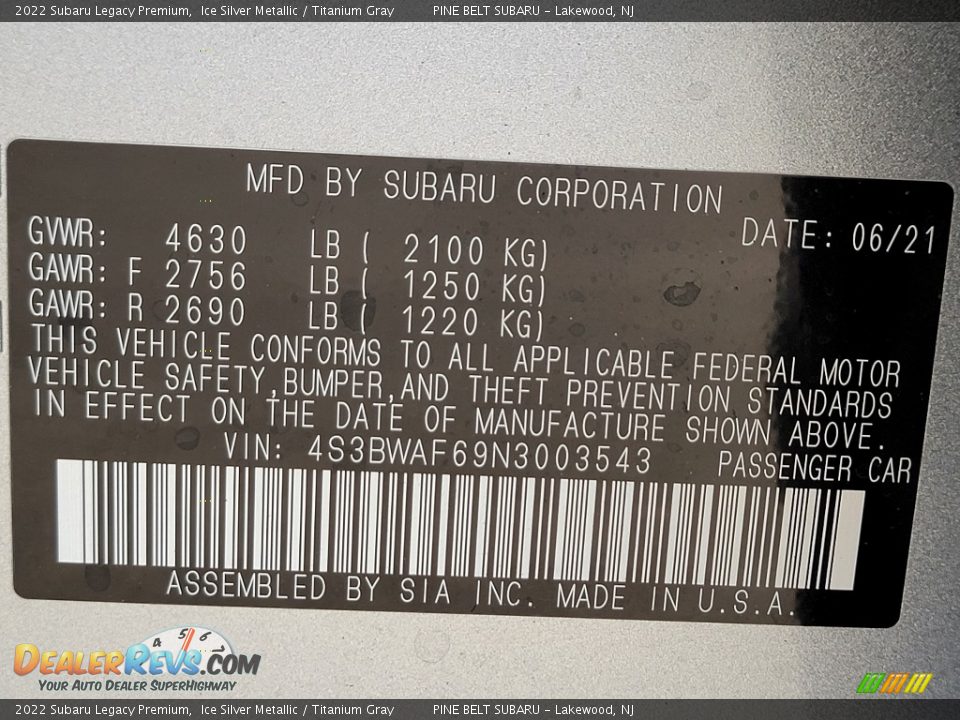 2022 Subaru Legacy Premium, Ice Silver Metallic / Titanium Gray PINE BELT SUBARU - Lakewood, NJ
MFD BY SUBARU CORPORATION
GVWR: 4630 LB ( 2100 KG) DATE: 06/21
GAWR: F 2756 LB ( 1250 KG)
GAWR: R 2690 LB ( 1220 KG)
THIS VEHICLE CONFORMS TO ALL APPLICABLE FEDERAL MOTOR
VEHICLE SAFETY,BUMPER,AND THEFT PREVENTION STANDARDS
IN EFFECT ON THE DATE OF MANUFACTURE SHOWN ABOVE.
VIN: 4S3BWAF69N3003543 PASSENGER CAR
ASSEMBLED BY SIA INC. MADE IN U.S.A.
4 5 6 7
DEALERREVS.COM
YOUR AUTO DEALER SUPERHIGHWAY
2022 Subaru Legacy Premium, Ice Silver Metallic / Titanium Gray PINE BELT SUBARU - Lakewood, NJ